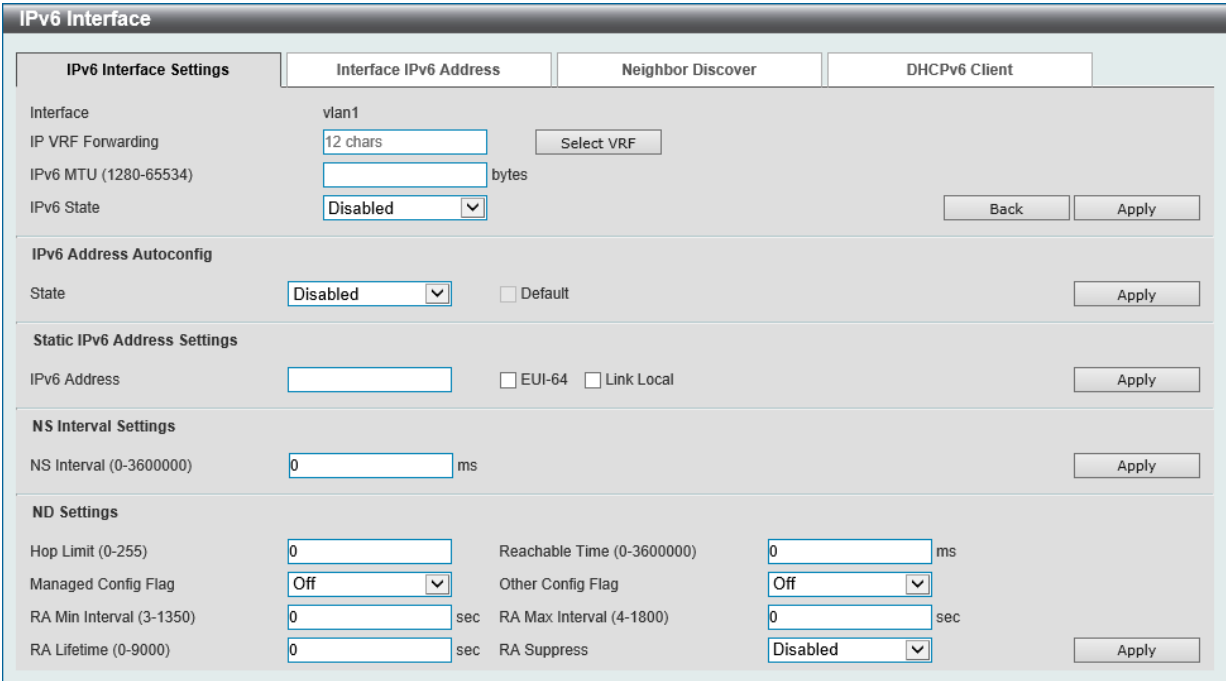 IPv6 Interface
IPv6 Interface Settings Interface IPv6 Address Neighbor Discover DHCPv6 Client
Interface vlan1
IP VRF Forwarding 12 chars Select VRF
IPv6 MTU (1280-65534) bytes
IPv6 State Disabled Back Apply
IPv6 Address Autoconfig
State Disabled Default Apply
Static IPv6 Address Settings
IPv6 Address EUI-64 Link Local Apply
NS Interval Settings
NS Interval (0-3600000) 0 ms Apply
ND Settings
Hop Limit (0-255) 0 Reachable Time (0-3600000) 0 ms
Managed Config Flag Off Other Config Flag Off
RA Min Interval (3-1350) 0 sec RA Max Interval (4-1800) 0 sec
RA Lifetime (0-9000) 0 sec RA Suppress Disabled Apply